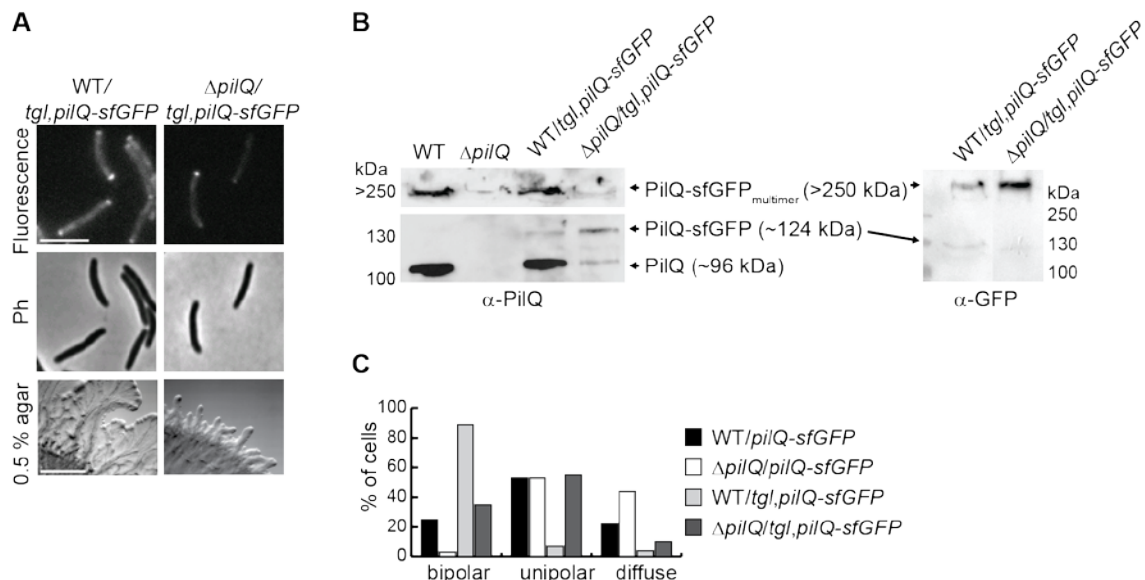 A
WT/
tgl,pilQ-sfGFP
ΔpilQ/
tgl,pilQ-sfGFP
Fluorescence
Ph
0.5 % agar
B
WT
ΔpilQ
WT/tgl,pilQ-sfGFP
ΔpilQ/tgl,pilQ-sfGFP
kDa
>250
130
100
PilQ-sfGFPmultimer (>250 kDa)
PilQ-sfGFP (~124 kDa)
PilQ (~96 kDa)
α-PilQ
WT/tgl,pilQ-sfGFP
ΔpilQ/tgl,pilQ-sfGFP
kDa
250
130
100
α-GFP
C
% of cells
100
80
60
40
20
0
bipolar unipolar diffuse
WT/pilQ-sfGFP
ΔpilQ/pilQ-sfGFP
WT/tgl,pilQ-sfGFP
ΔpilQ/tgl,pilQ-sfGFP